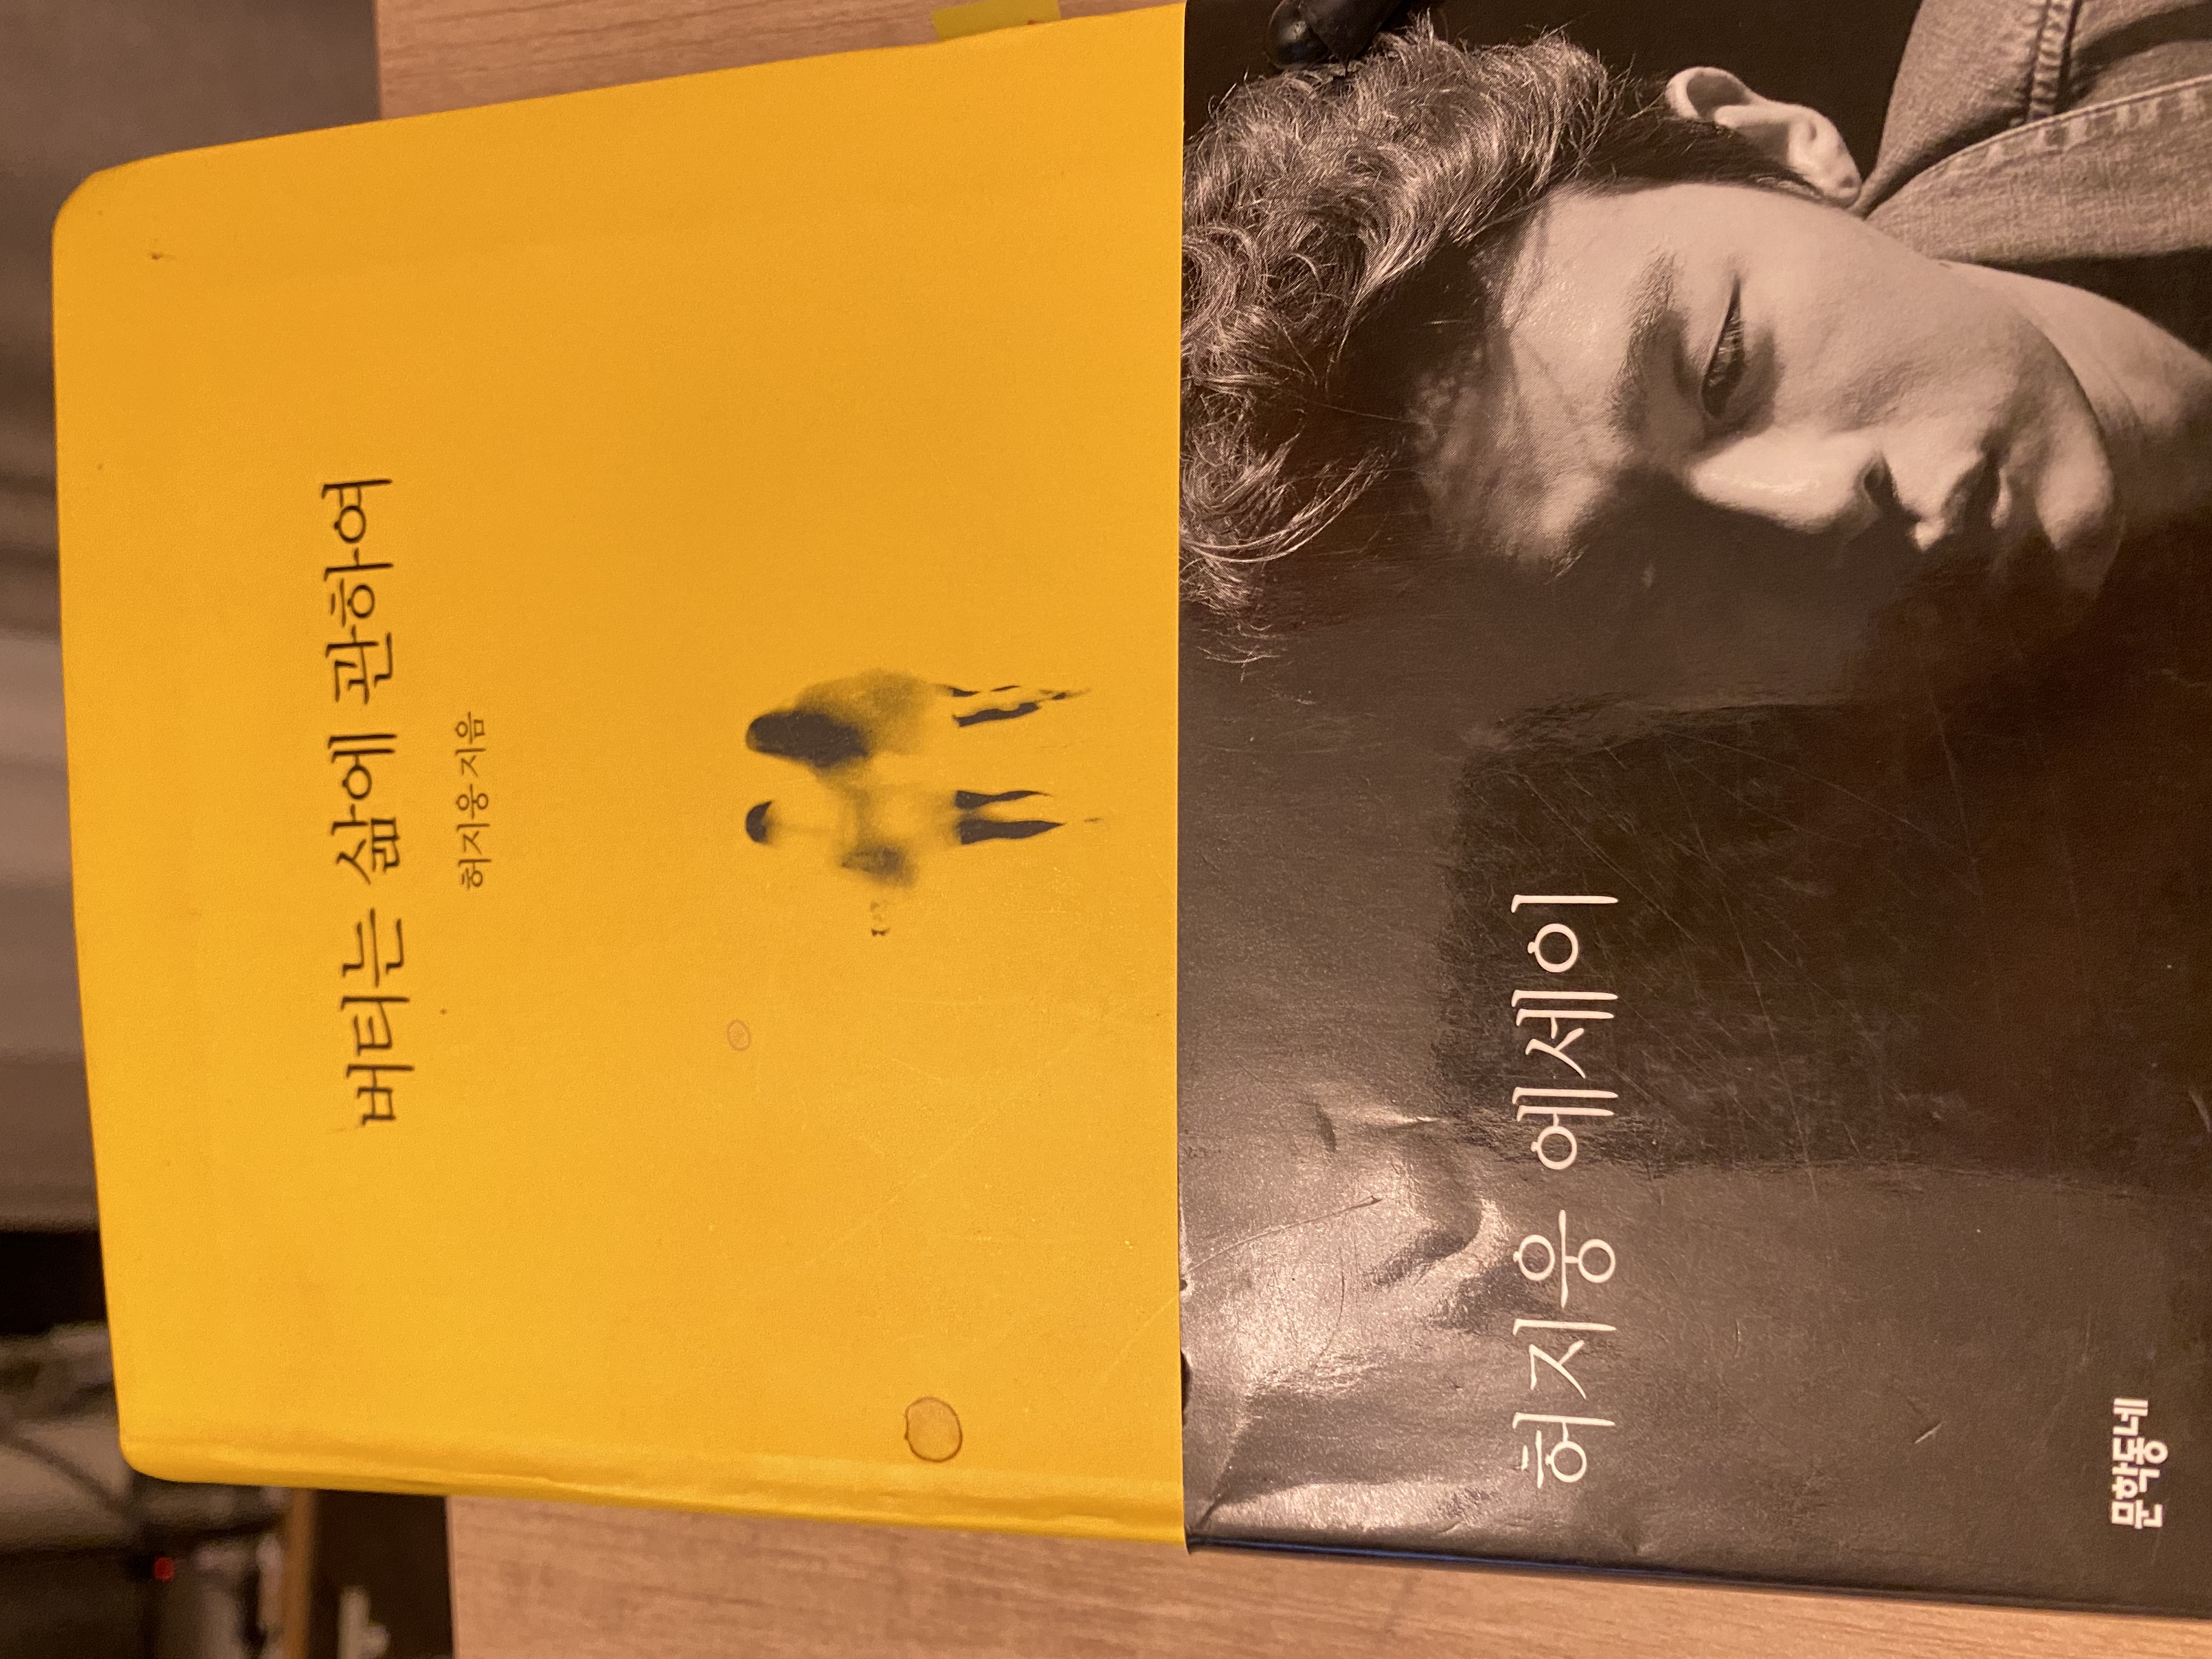 버티는 삶에 관하여
허지웅 지음
허지웅 에세이
문학동네